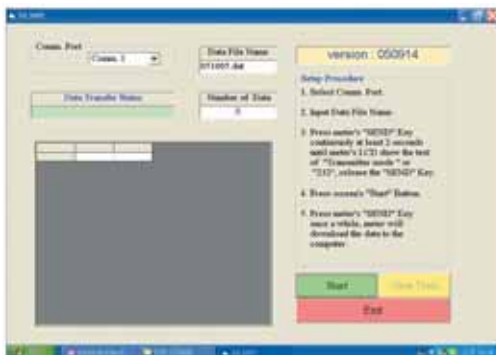 Comm. Port
Comm. 1
Data File Name
051005.dat
Data Transfer Status
Number of Data
0
version : 050914
Setup Procedure
1. Select Comm. Port.
2. Input Data File Name.
3. Press meter's "SEND" Key
continously at least 2 seconds
until meter's LCD show the text
of "Transmitter mode" or
"232", release the "SEND" Key.
4. Press screen's "Start" Button.
5. Press meter's "SEND" Key
once a while, meter will
download the data to the
computer
Start
End